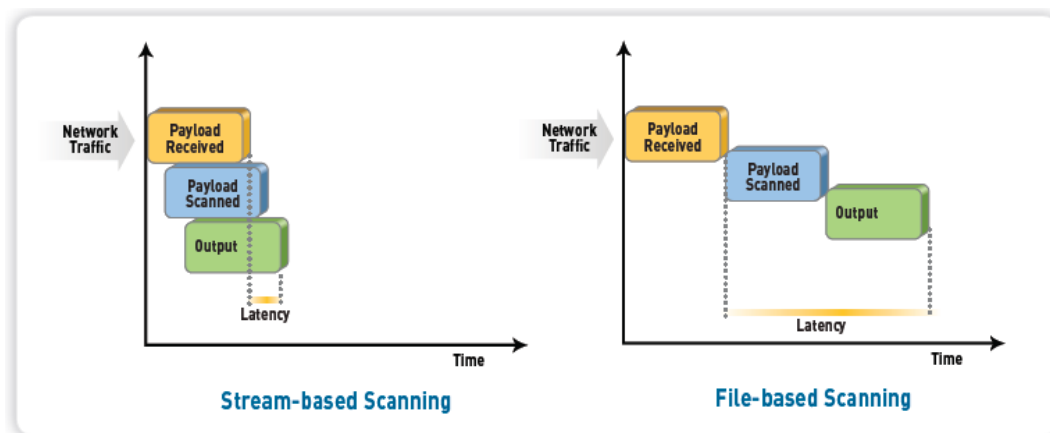 Network
Traffic
Payload
Received
Payload
Scanned
Output
Latency
Time
Stream-based Scanning
Network
Traffic
Payload
Received
Payload
Scanned
Output
Latency
Time
File-based Scanning